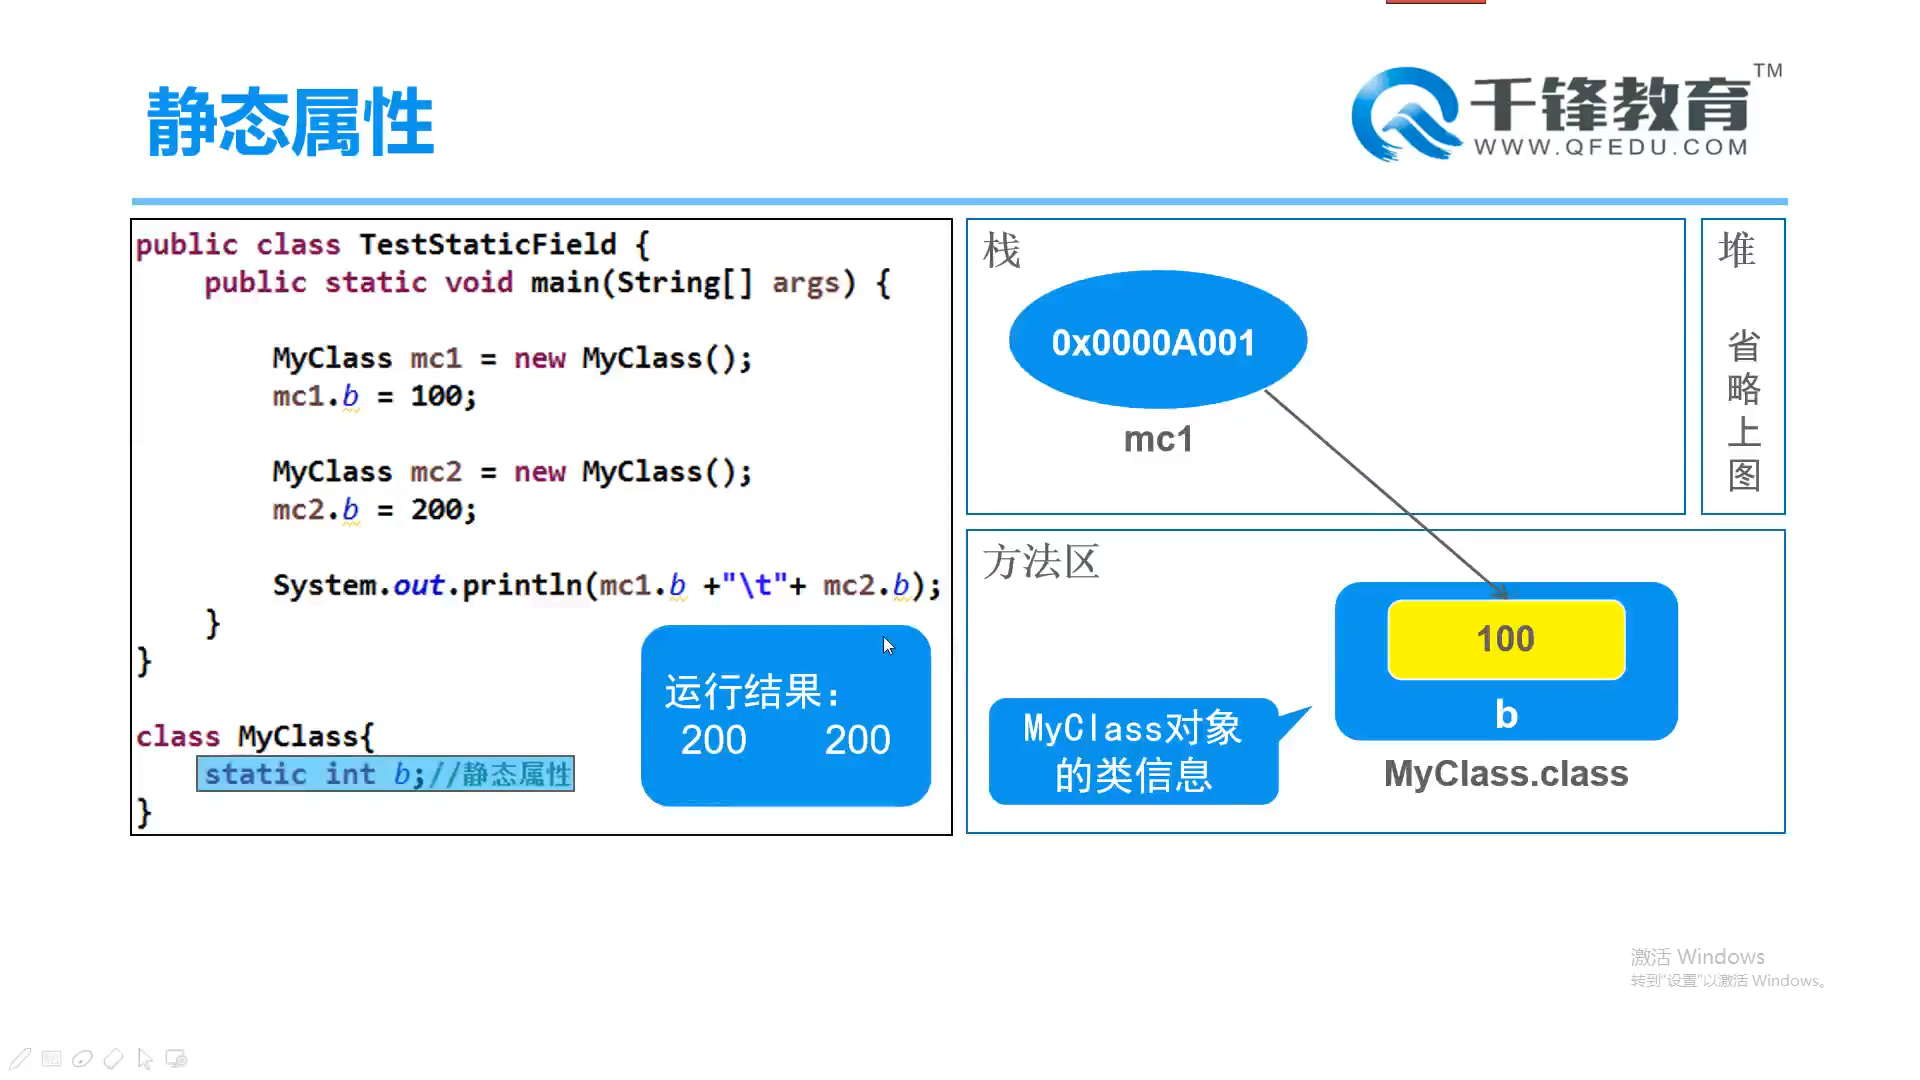 静态属性
千锋教育 TM
WWW.QFEDU.COM
public class TestStaticField {
public static void main(String[] args) {
MyClass mc1 = new MyClass();
mc1.b = 100;
MyClass mc2 = new MyClass();
mc2.b = 200;
System.out.println(mc1.b +"\t"+ mc2.b);
}
}
class MyClass{
static int b;//静态属性
}
运行结果：
200 200
栈
0x0000A001
mc1
堆
省
略
上
图
方法区
100
b
MyClass.class
MyClass对象
的类信息
激活 Windows
转到"设置"以激活 Windows。